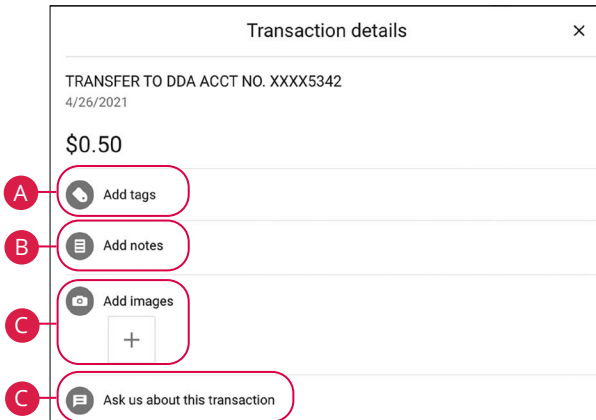 Transaction details ×
TRANSFER TO DDA ACCT NO. XXXX5342
4/26/2021
$0.50
A Add tags
B Add notes
C Add images
+
C Ask us about this transaction